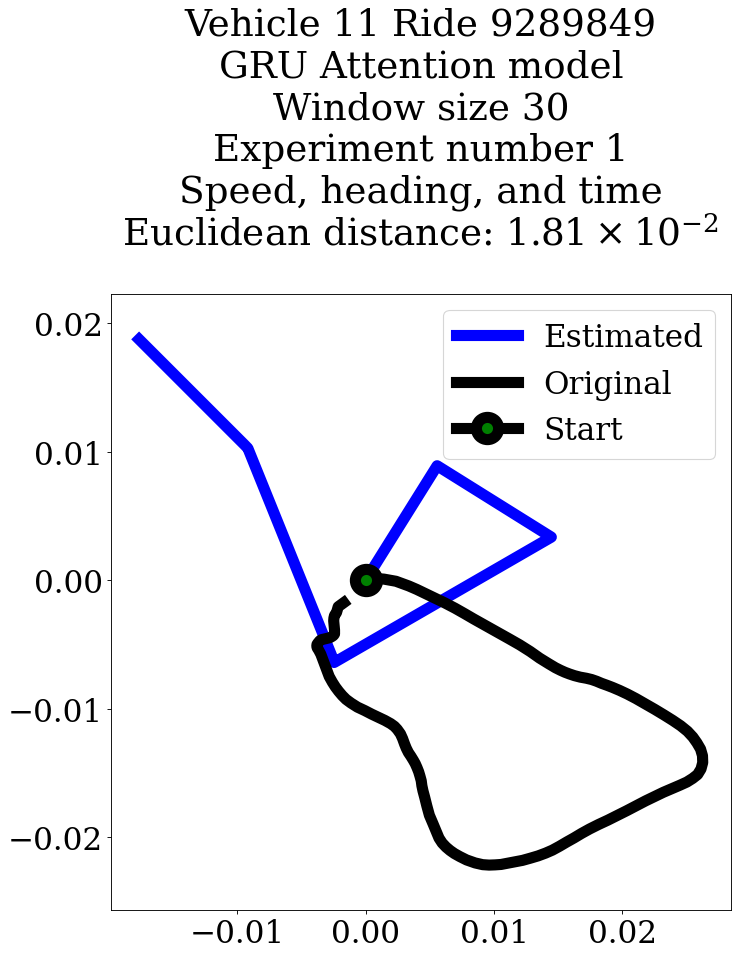 Vehicle 11 Ride 9289849
GRU Attention model
Window size 30
Experiment number 1
Speed, heading, and time
Euclidean distance: 1.81 × 10⁻²
Estimated
Original
Start
0.02
0.01
0.00
−0.01
−0.02
−0.01 0.00 0.01 0.02